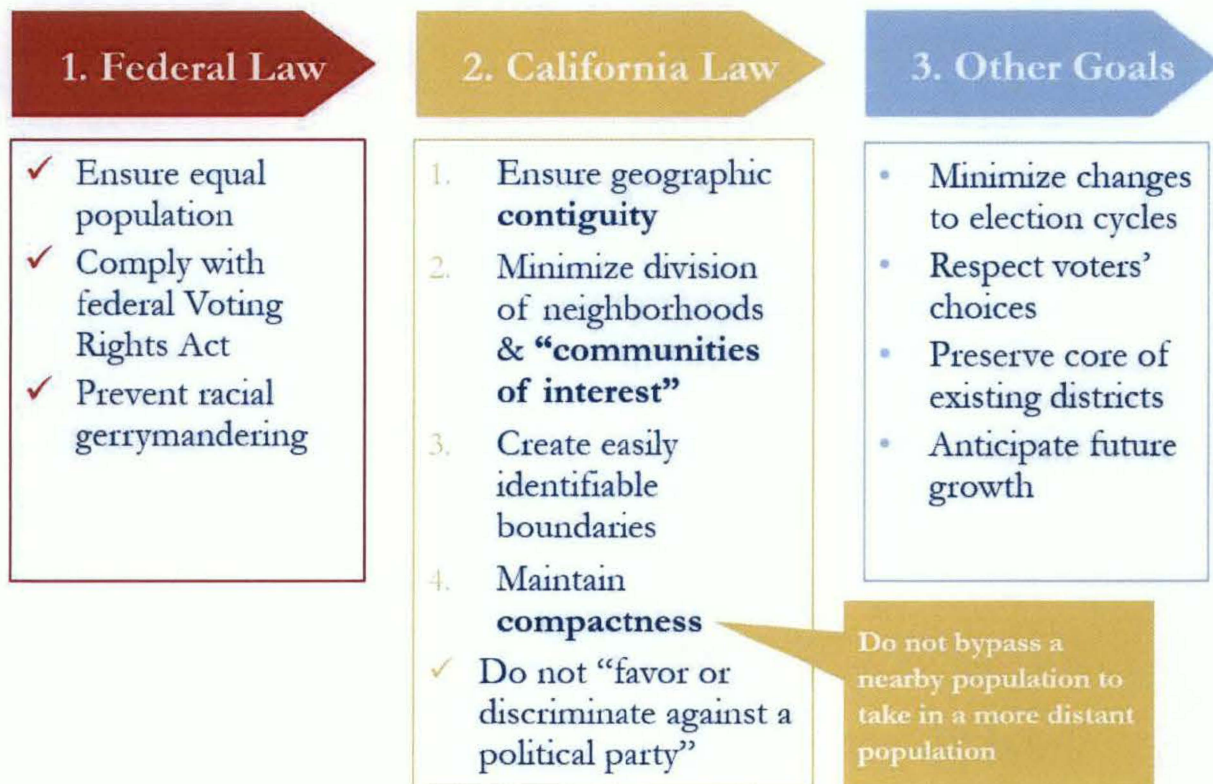 1. Federal Law
✓ Ensure equal
population
✓ Comply with
federal Voting
Rights Act
✓ Prevent racial
gerrymandering
2. California Law
1. Ensure geographic
contiguity
2. Minimize division
of neighborhoods
& “communities
of interest”
3. Create easily
identifiable
boundaries
4. Maintain
compactness
✓ Do not “favor or
discriminate against a
political party”
Do not bypass a
nearby population to
take in a more distant
population
3. Other Goals
• Minimize changes
to election cycles
• Respect voters’
choices
• Preserve core of
existing districts
• Anticipate future
growth